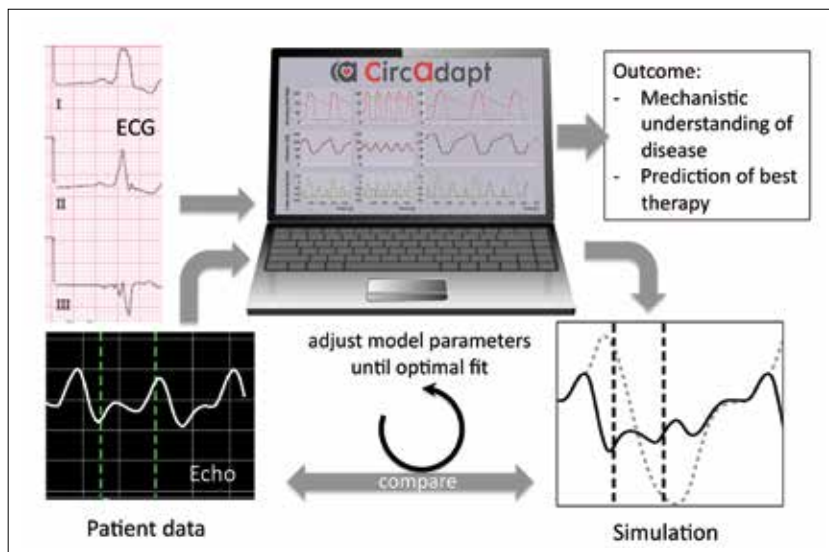 I
ECG
II
III
CircAdapt
Outcome:
- Mechanistic
understanding of
disease
- Prediction of best
therapy
adjust model parameters
until optimal fit
Echo
compare
Patient data
Simulation